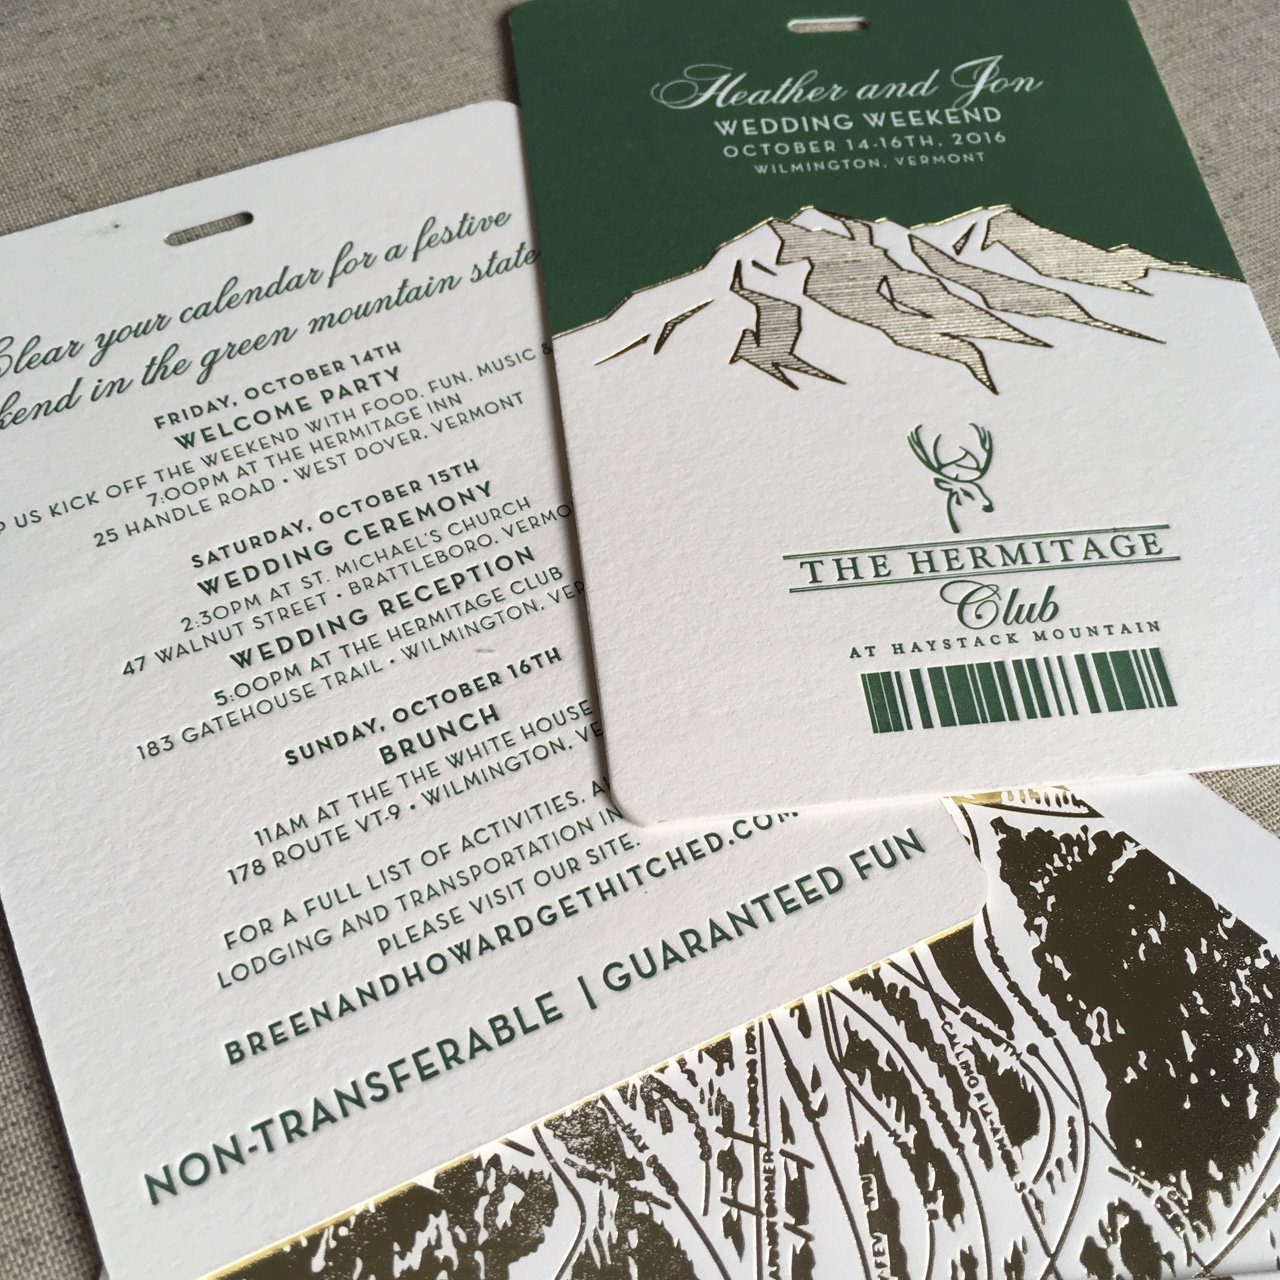 Heather and Jon
WEDDING WEEKEND
OCTOBER 14-16TH, 2016
WILMINGTON, VERMONT
THE HERMITAGE
Club
AT HAYSTACK MOUNTAIN
Clear your calendar for a festive
in the green mountain state
FRIDAY, OCTOBER 14TH
WELCOME PARTY
US KICK OFF THE WEEKEND WITH FOOD, FUN, MUSIC &
7:00PM AT THE HERMITAGE INN
25 HANDLE ROAD • WEST DOVER, VERMONT
SATURDAY, OCTOBER 15TH
WEDDING CEREMONY
2:30PM AT ST. MICHAEL'S CHURCH
47 WALNUT STREET • BRATTLEBORO,
WEDDING RECEPTION
5:00PM AT THE HERMITAGE CLUB
183 GATEHOUSE TRAIL • WILMINGTON,
SUNDAY, OCTOBER 16TH
BRUNCH
11AM AT THE THE WHITE HOUSE
178 ROUTE VT-9 • WILMINGTON,
FOR A FULL LIST OF ACTIVITIES,
LODGING AND TRANSPORTATION IN
PLEASE VISIT OUR SITE.
BREENANDHOWARDGETHITCHED.COM
NON-TRANSFERABLE | GUARANTEED FUN
CALLING ALL ANGELS